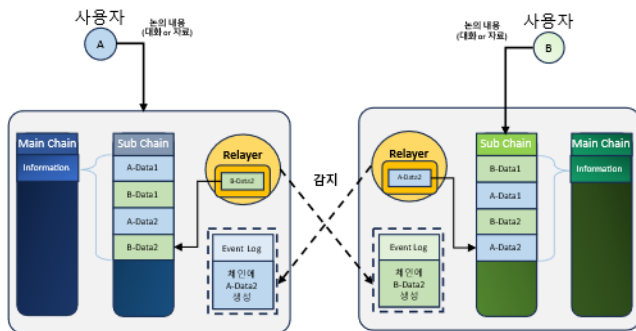 사용자
A
논의 내용
(대화 or 자료)
Main Chain
Information
Sub Chain
A-Data1
B-Data1
A-Data2
B-Data2
Relayer
B-Data2
Event Log
체인에
A-Data2
생성
감지
사용자
B
논의 내용
(대화 or 자료)
Relayer
A-Data2
Event Log
체인에
B-Data2
생성
Sub Chain
B-Data1
A-Data1
B-Data2
A-Data2
Main Chain
Information